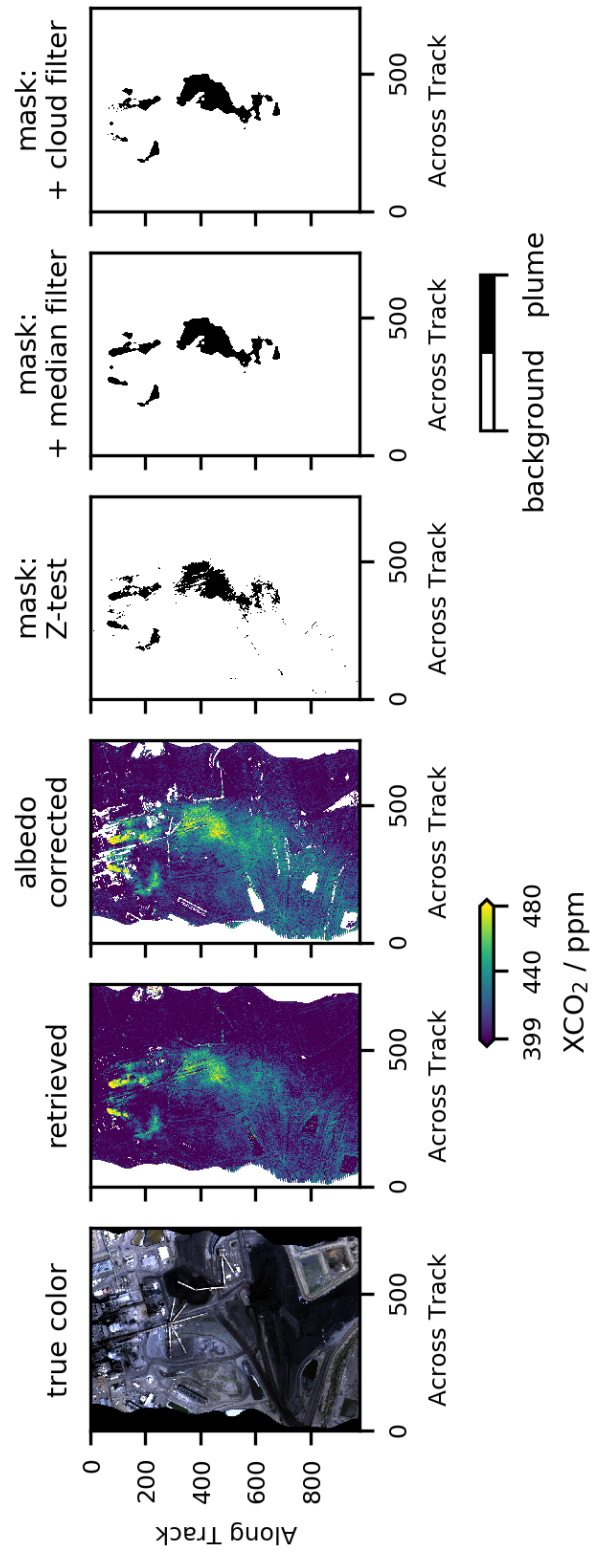 true color
retrieved
albedo
corrected
mask:
Z-test
mask:
+ median filter
mask:
+ cloud filter
Along Track
0
200
400
600
800
0
500
Across Track
0
500
Across Track
0
500
Across Track
0
500
Across Track
0
500
Across Track
0
500
Across Track
399
440
480
XCO₂ / ppm
background
plume